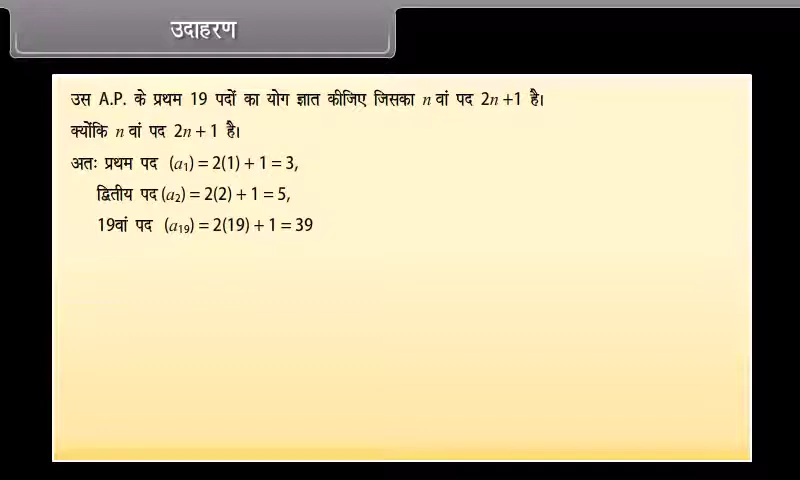 उदाहरण
उस A.P. के प्रथम 19 पदों का योग ज्ञात कीजिए जिसका n वां पद 2n +1 है।
क्योंकि n वां पद 2n + 1 है।
अतः प्रथम पद (a₁) = 2(1) + 1 = 3,
द्वितीय पद (a₂) = 2(2) + 1 = 5,
19वां पद (a₁₉) = 2(19) + 1 = 39